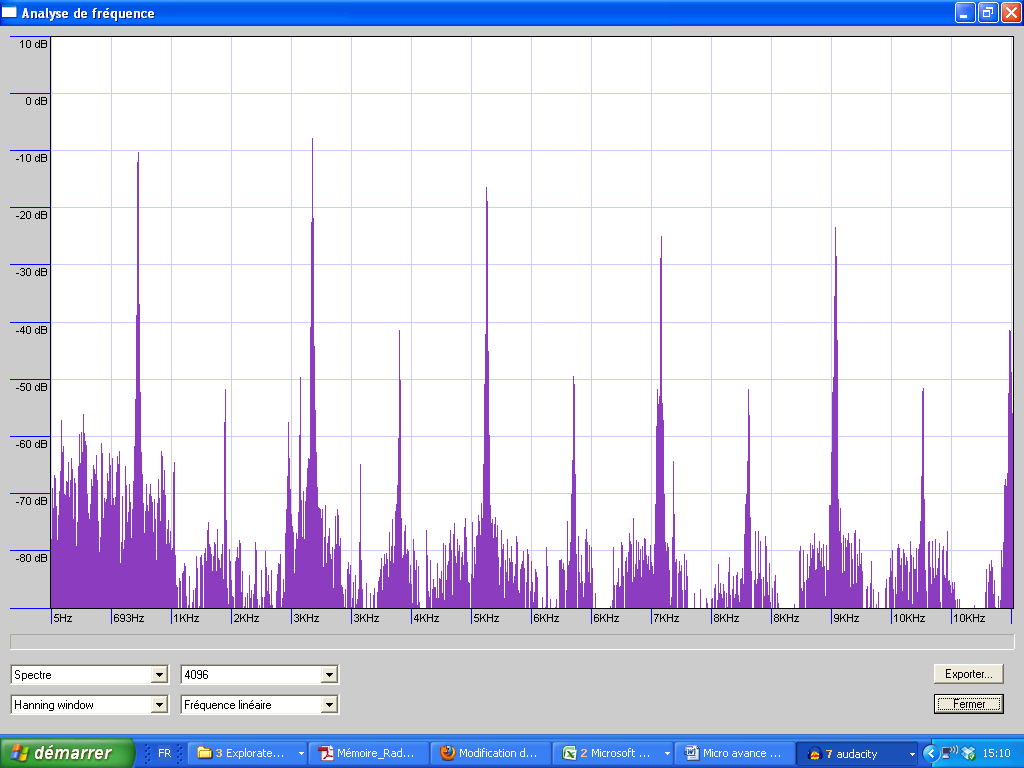 Analyse de fréquence
10 dB
0 dB
-10 dB
-20 dB
-30 dB
-40 dB
-50 dB
-60 dB
-70 dB
-80 dB
5Hz 693Hz 1KHz 2KHz 3KHz 3KHz 4KHz 5KHz 6KHz 6KHz 7KHz 8KHz 8KHz 9KHz 10KHz 10KHz
Spectre 4096 Exporter...
Hanning window Fréquence linéaire Fermer
démarrer FR 3 Explorate... Mémoire_Rad... Modification d... 2 Microsoft ... Micro avance ... 7 audacity 15:10